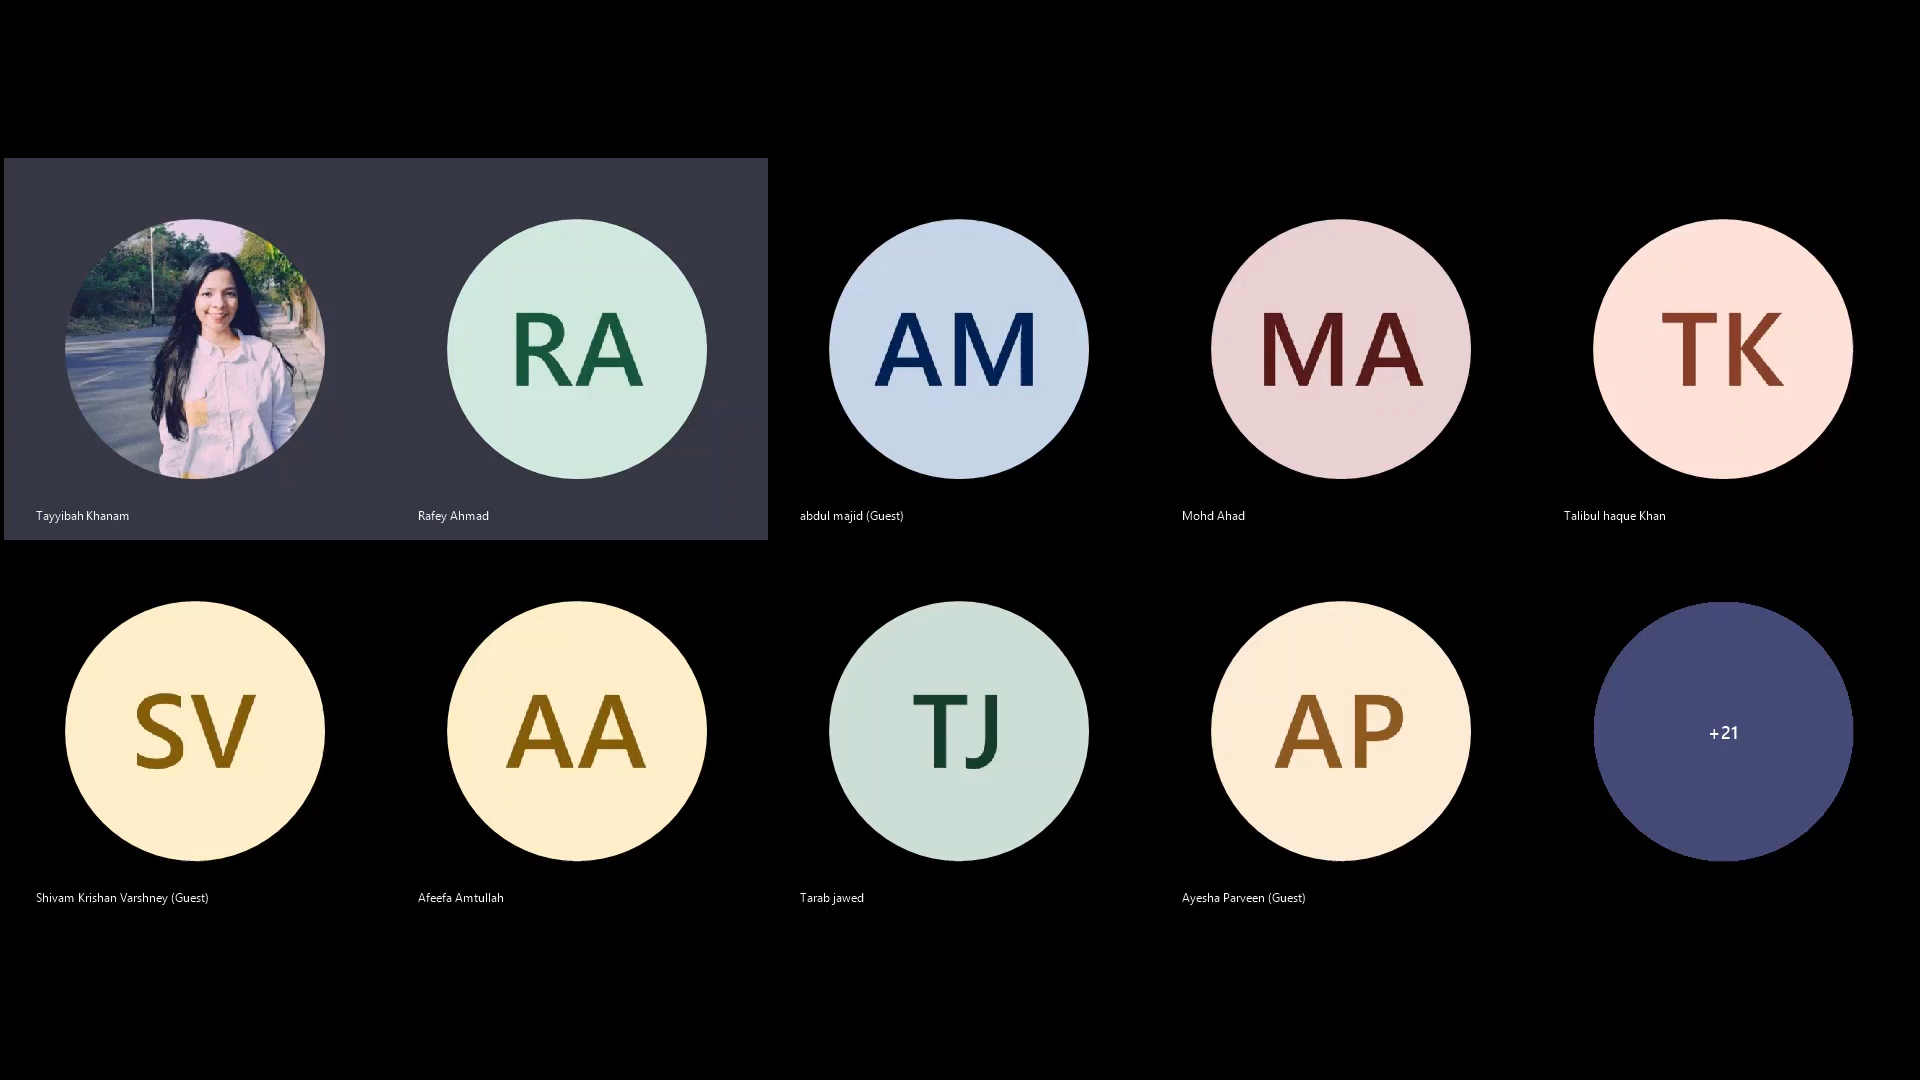 RA
AM
MA
TK
Tayyibah Khanam
Rafey Ahmad
abdul majid (Guest)
Mohd Ahad
Talibul haque Khan
SV
AA
TJ
AP
+21
Shivam Krishan Varshney (Guest)
Afeefa Amtullah
Tarab jawed
Ayesha Parveen (Guest)